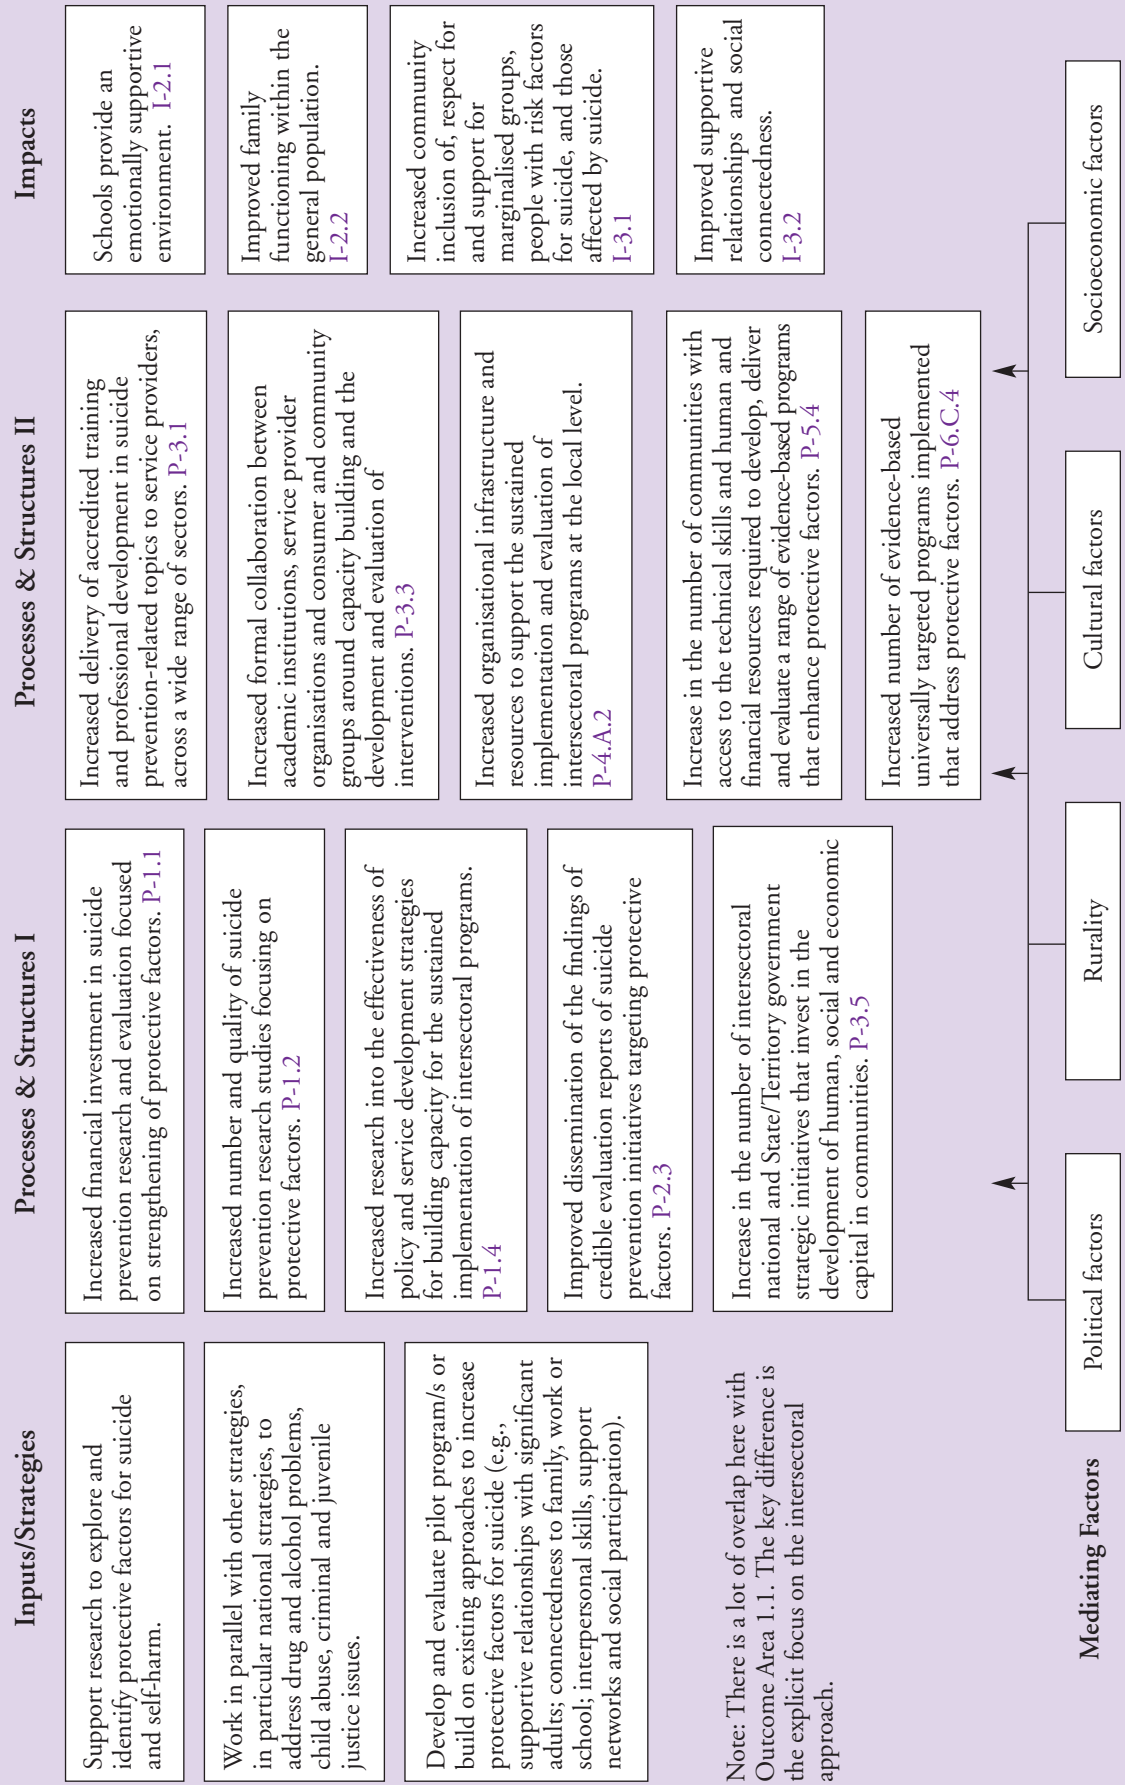 Inputs/Strategies
Support research to explore and
identify protective factors for suicide
and self-harm.
Work in parallel with other strategies,
in particular national strategies, to
address drug and alcohol problems,
child abuse, criminal and juvenile
justice issues.
Develop and evaluate pilot program/s or
build on existing approaches to increase
protective factors for suicide (e.g.,
supportive relationships with significant
adults; connectedness to family, work or
school; interpersonal skills, support
networks and social participation).
Note: There is a lot of overlap here with
Outcome Area 1.1. The key difference is
the explicit focus on the intersectoral
approach.
Processes & Structures I
Increased financial investment in suicide
prevention research and evaluation focused
on strengthening of protective factors. P-1.1
Increased number and quality of suicide
prevention research studies focusing on
protective factors. P-1.2
Increased research into the effectiveness of
policy and service development strategies
for building capacity for the sustained
implementation of intersectoral programs.
P-1.4
Improved dissemination of the findings of
credible evaluation reports of suicide
prevention initiatives targeting protective
factors. P-2.3
Increase in the number of intersectoral
national and State/Territory government
strategic initiatives that invest in the
development of human, social and economic
capital in communities. P-3.5
Processes & Structures II
Increased delivery of accredited training
and professional development in suicide
prevention-related topics to service providers,
across a wide range of sectors. P-3.1
Increased formal collaboration between
academic institutions, service provider
organisations and consumer and community
groups around capacity building and the
development and evaluation of
interventions. P-3.3
Increased organisational infrastructure and
resources to support the sustained
implementation and evaluation of
intersectoral programs at the local level.
P-4.A.2
Increase in the number of communities with
access to the technical skills and human and
financial resources required to develop, deliver
and evaluate a range of evidence-based programs
that enhance protective factors. P-5.4
Increased number of evidence-based
universally targeted programs implemented
that address protective factors. P-6.C.4
Impacts
Schools provide an
emotionally supportive
environment. I-2.1
Improved family
functioning within the
general population.
I-2.2
Increased community
inclusion of, respect for
and support for
marginalised groups,
people with risk factors
for suicide, and those
affected by suicide.
I-3.1
Improved supportive
relationships and social
connectedness.
I-3.2
Mediating Factors
Political factors
Rurality
Cultural factors
Socioeconomic factors